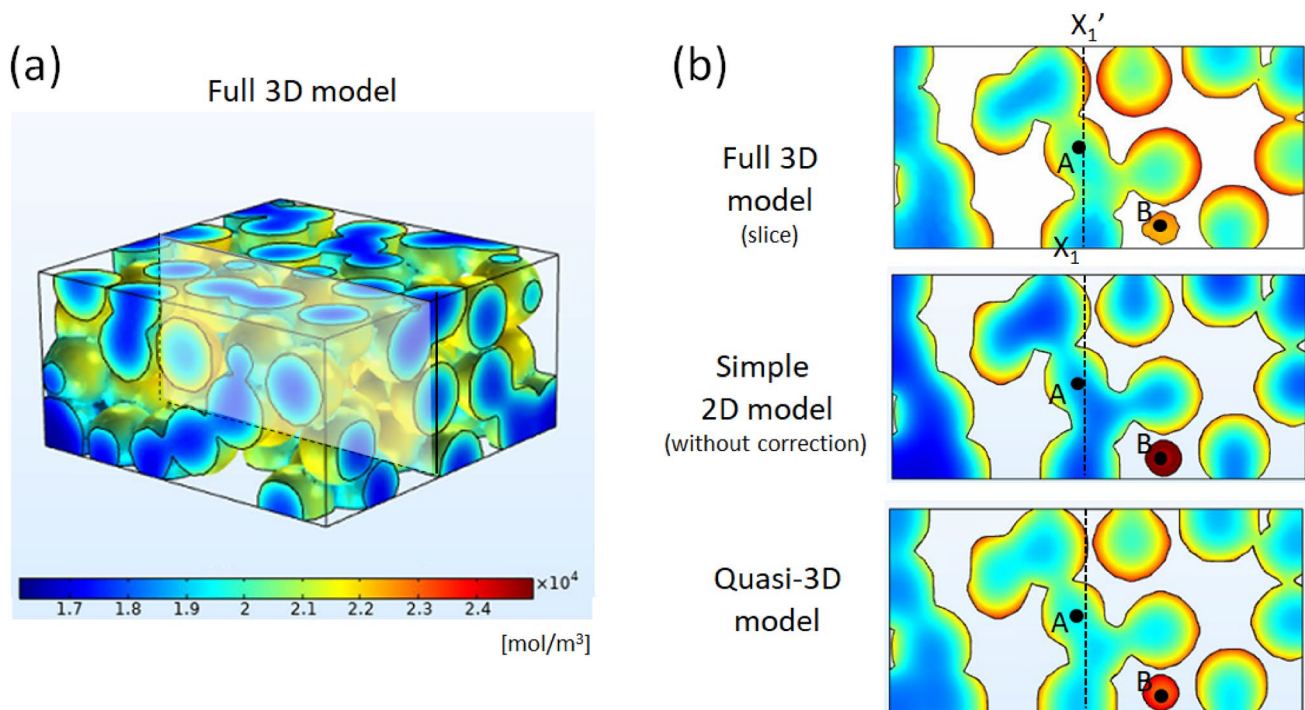 (a)
Full 3D model
×10⁴
1.7 1.8 1.9 2 2.1 2.2 2.3 2.4
[mol/m³]
(b)
X₁’
Full 3D
model
(slice)
A
B
X₁
Simple
2D model
(without correction)
A
B
Quasi-3D
model
A
B